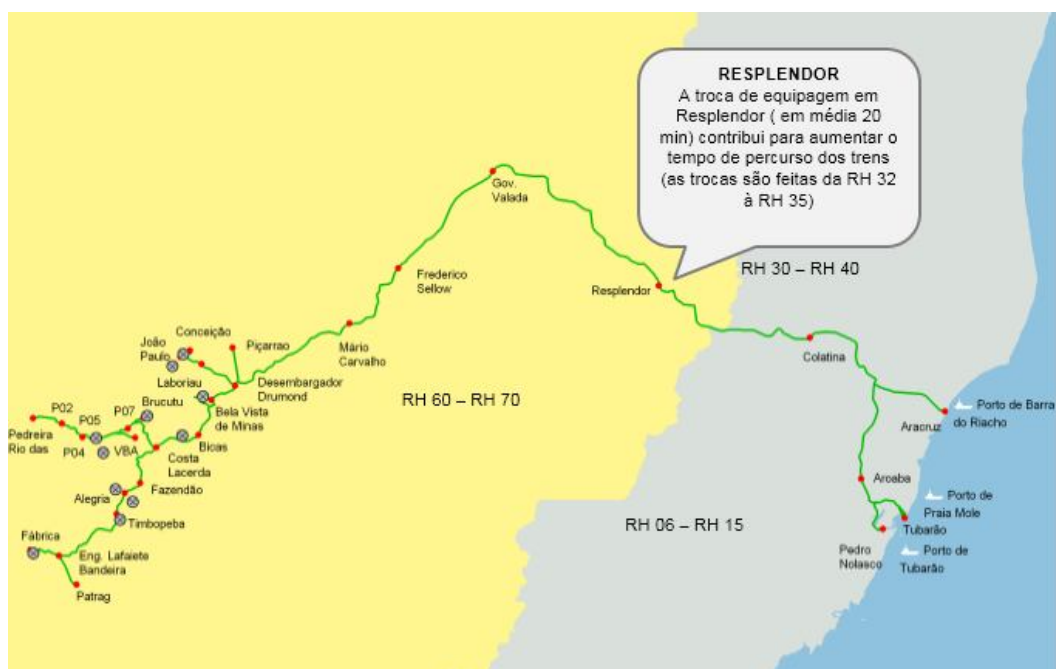 RESPLENDOR
A troca de equipagem em
Resplendor ( em média 20
min) contribui para aumentar o
tempo de percurso dos trens
(as trocas são feitas da RH 32
à RH 35)
Gov.
Valada
RH 30 – RH 40
Frederico
Sellow
Resplendor
Mário
Carvalho
Colatina
Conceição
João
Paulo
Piçarrao
Laboriau
Desembargador
Drumond
Brucutu
Bela Vista
de Minas
RH 60 – RH 70
P02
P05
P07
Pedreira
Rio das
P04
VBA
Bicas
Costa
Lacerda
Aracruz
Porto de Barra
do Riacho
Alegria
Fazendão
Aroaba
Timbopeba
RH 06 – RH 15
Porto de
Praia Mole
Tubarão
Fábrica
Eng. Lafaiete
Bandeira
Pedro
Nolasco
Porto de
Tubarão
Patrag